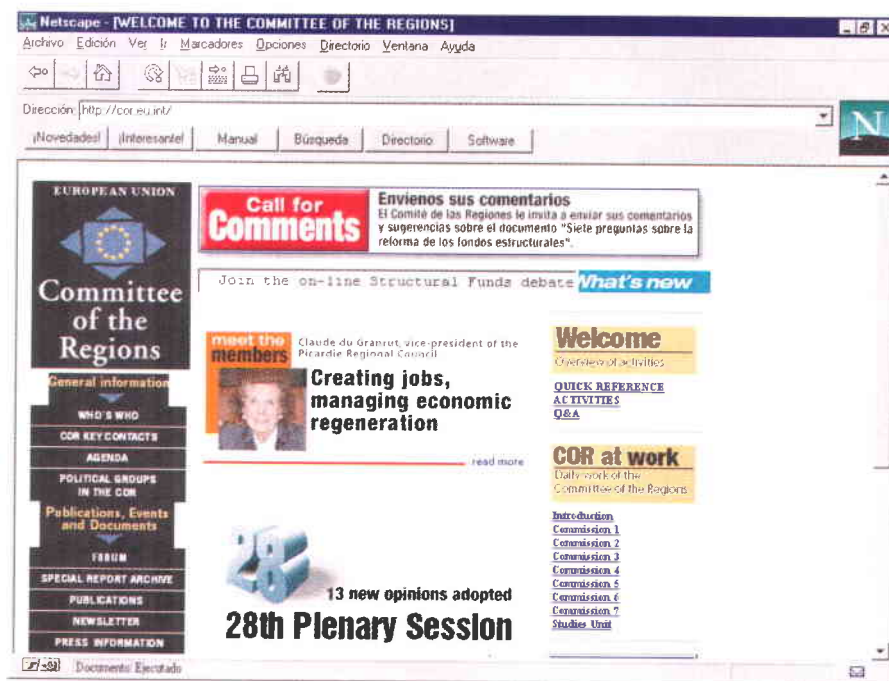 Netscape - [WELCOME TO THE COMMITTEE OF THE REGIONS]
Archivo Edición Ver Ir Marcadores Opciones Directorio Ventana Ayuda
Dirección: http://cor.eu.int/
N
¡Novedades! ¡Interesante! Manual Búsqueda Directorio Software
EUROPEAN UNION
Committee
of the
Regions
General information
WHO'S WHO
COR KEY CONTACTS
AGENDA
POLITICAL GROUPS
IN THE COR
Publications, Events
and Documents
FORUM
SPECIAL REPORT ARCHIVE
PUBLICATIONS
NEWSLETTER
PRESS INFORMATION
Call for
Comments
Envienos sus comentarios
El Comité de las Regiones le invita a enviar sus comentarios
y sugerencias sobre el documento "Siete preguntas sobre la
reforma de los fondos estructurales".
Join the on-line Structural Funds debate What's new
meet the
members
Claude du Granrut, vice-president of the
Picardie Regional Council
Creating jobs,
managing economic
regeneration
read more
28
13 new opinions adopted
28th Plenary Session
Welcome
Overview of activities
QUICK REFERENCE
ACTIVITIES
Q&A
COR at work
Daily work of the
Committee of the Regions
Introduction
Commission 1
Commission 2
Commission 3
Commission 4
Commission 5
Commission 6
Commission 7
Studies Unit
Documento: Ejecutado